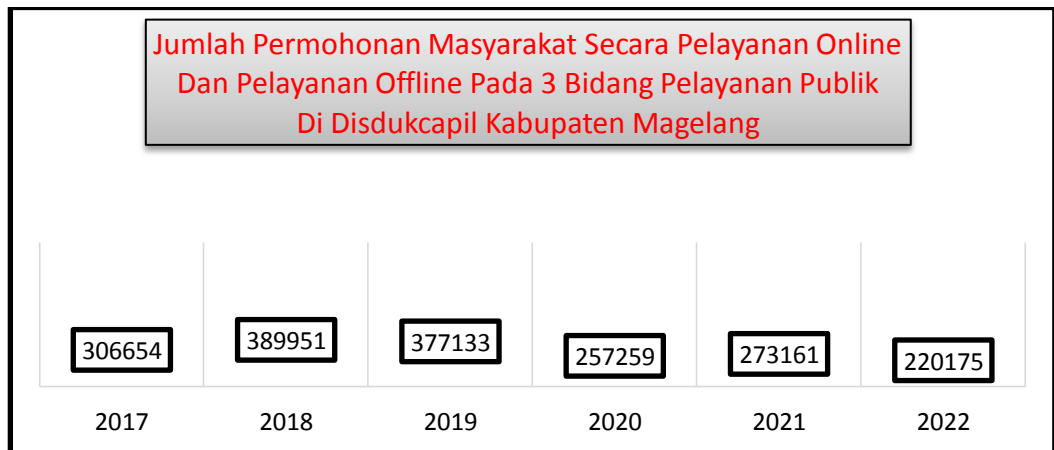 Jumlah Permohonan Masyarakat Secara Pelayanan Online
Dan Pelayanan Offline Pada 3 Bidang Pelayanan Publik
Di Disdukcapil Kabupaten Magelang
306654 389951 377133 257259 273161 220175
2017 2018 2019 2020 2021 2022